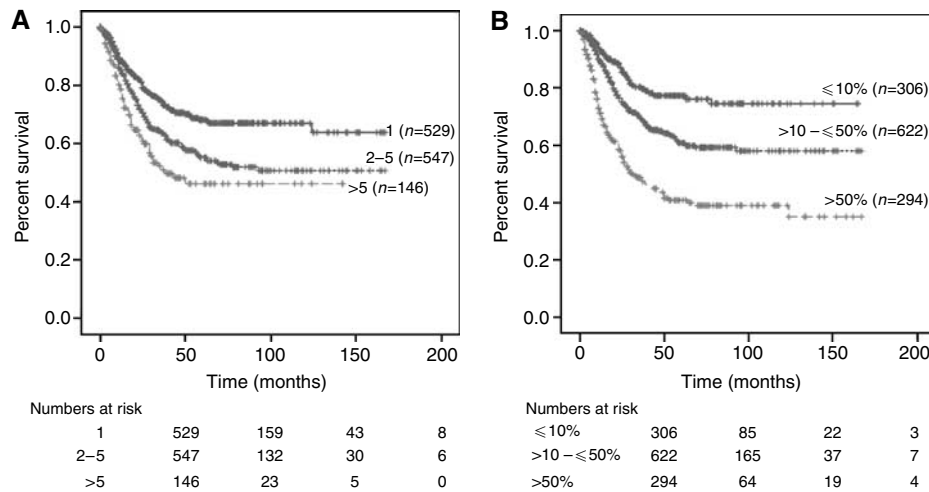 A
Percent survival
1.0
0.8
0.6
0.4
0.2
0.0
1 (n=529)
2–5 (n=547)
>5 (n=146)
0 50 100 150 200
Time (months)
Numbers at risk
1 529 159 43 8
2–5 547 132 30 6
>5 146 23 5 0
B
Percent survival
1.0
0.8
0.6
0.4
0.2
0.0
⩽10% (n=306)
>10 –⩽50% (n=622)
>50% (n=294)
0 50 100 150 200
Time (months)
Numbers at risk
⩽10% 306 85 22 3
>10 –⩽50% 622 165 37 7
>50% 294 64 19 4